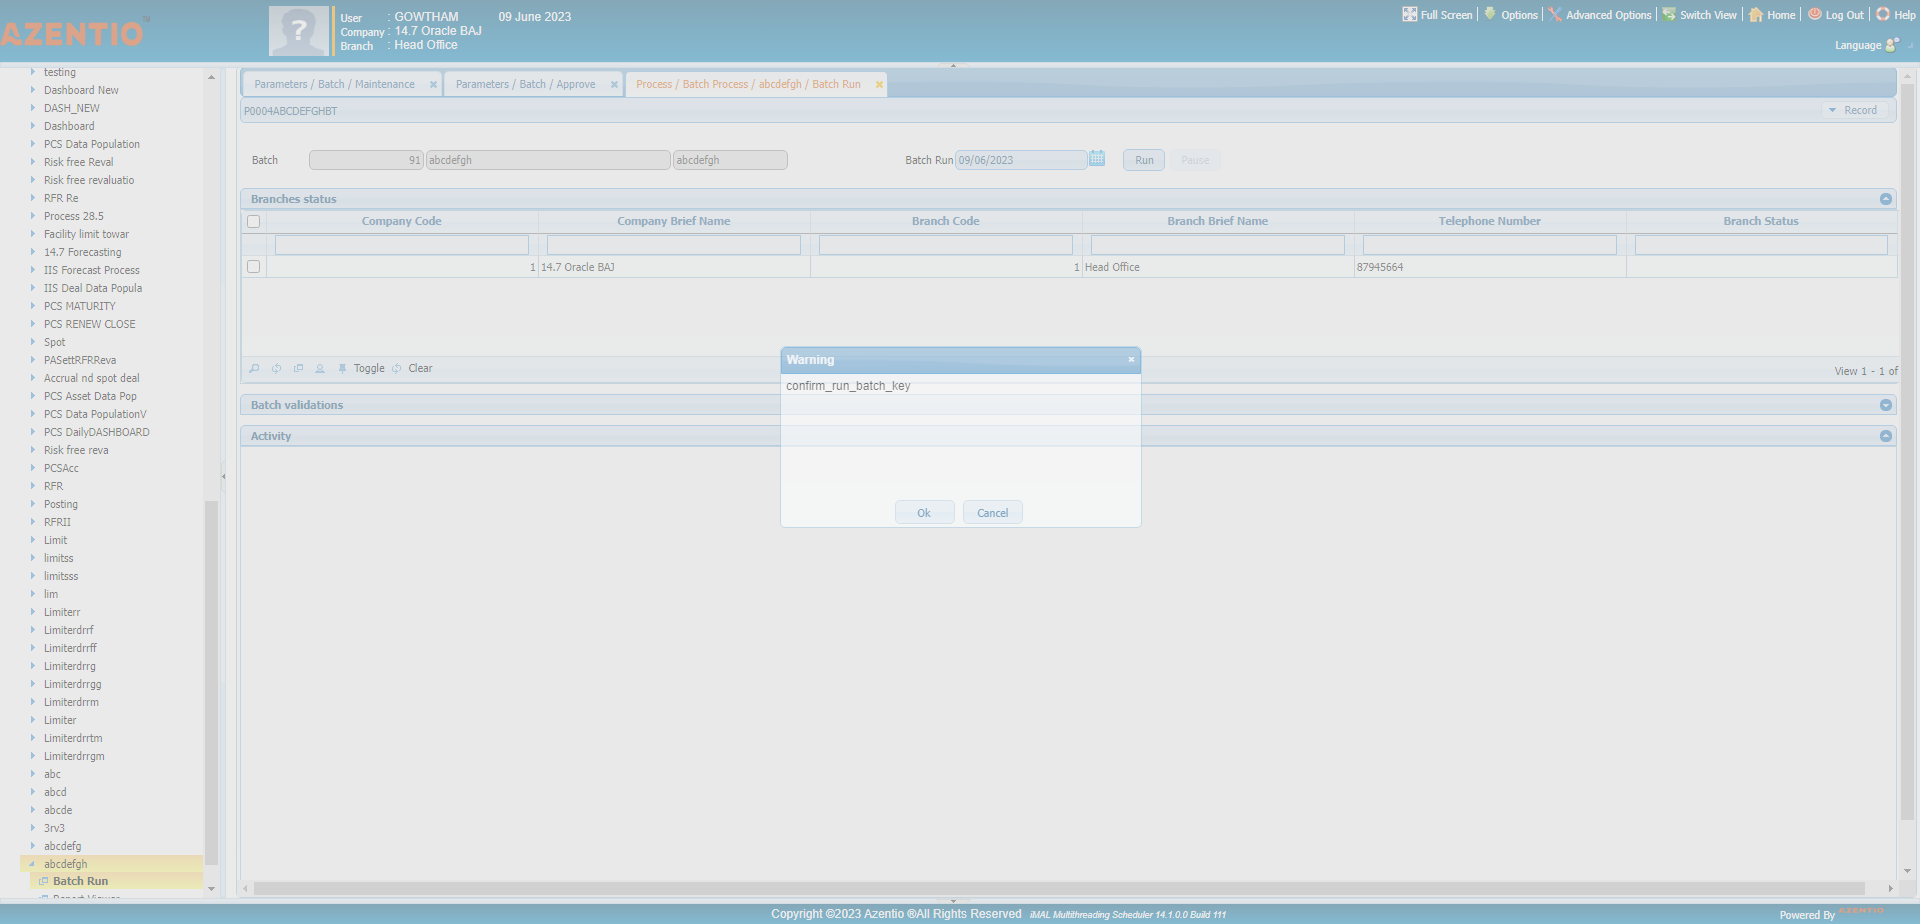 AZENTIO™
User : GOWTHAM 09 June 2023
Company : 14.7 Oracle BAJ
Branch : Head Office
Full Screen Options Advanced Options Switch View Home Log Out Help
Language
testing
Dashboard New
DASH_NEW
Dashboard
PCS Data Population
Risk free Reval
Risk free revaluatio
RFR Re
Process 28.5
Facility limit towar
14.7 Forecasting
IIS Forecast Process
IIS Deal Data Popula
PCS MATURITY
PCS RENEW CLOSE
Spot
PASettRFRReva
Accrual nd spot deal
PCS Asset Data Pop
PCS Data PopulationV
PCS DailyDASHBOARD
Risk free reva
PCSAcc
RFR
Posting
RFRII
Limit
limitss
limitsss
lim
Limiterr
Limiterdrrf
Limiterdrrff
Limiterdrrg
Limiterdrrgg
Limiterdrrm
Limiter
Limiterdrrtm
Limiterdrrgm
abc
abcd
abcde
3rv3
abcdefg
abcdefgh
Batch Run
Report Viewer
Parameters / Batch / Maintenance Parameters / Batch / Approve Process / Batch Process / abcdefgh / Batch Run
P0004ABCDEFGHBT Record
Batch 91 abcdefgh abcdefgh Batch Run 09/06/2023 Run Pause
Branches status
Company Code Company Brief Name Branch Code Branch Brief Name Telephone Number Branch Status
1 14.7 Oracle BAJ 1 Head Office 87945664
Toggle Clear View 1 - 1 of
Batch validations
Activity
Warning
confirm_run_batch_key
Ok Cancel
Copyright ©2023 Azentio ®All Rights Reserved iMAL Multithreading Scheduler 14.1.0.0 Build 111
Powered By AZENTIO